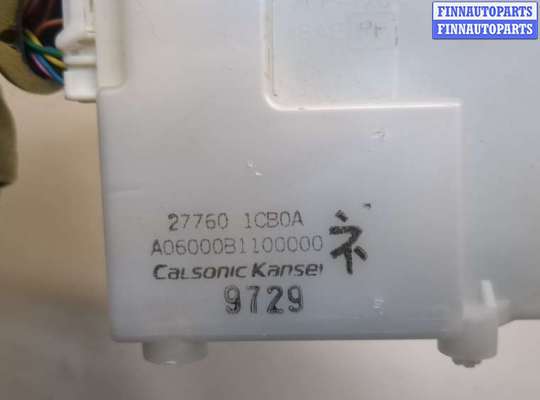 FINNAUTOPARTS
FINNAUTOPARTS
27760 1CB0A
A06000B1100000
ネ
CALSONIC KANSEI
9729